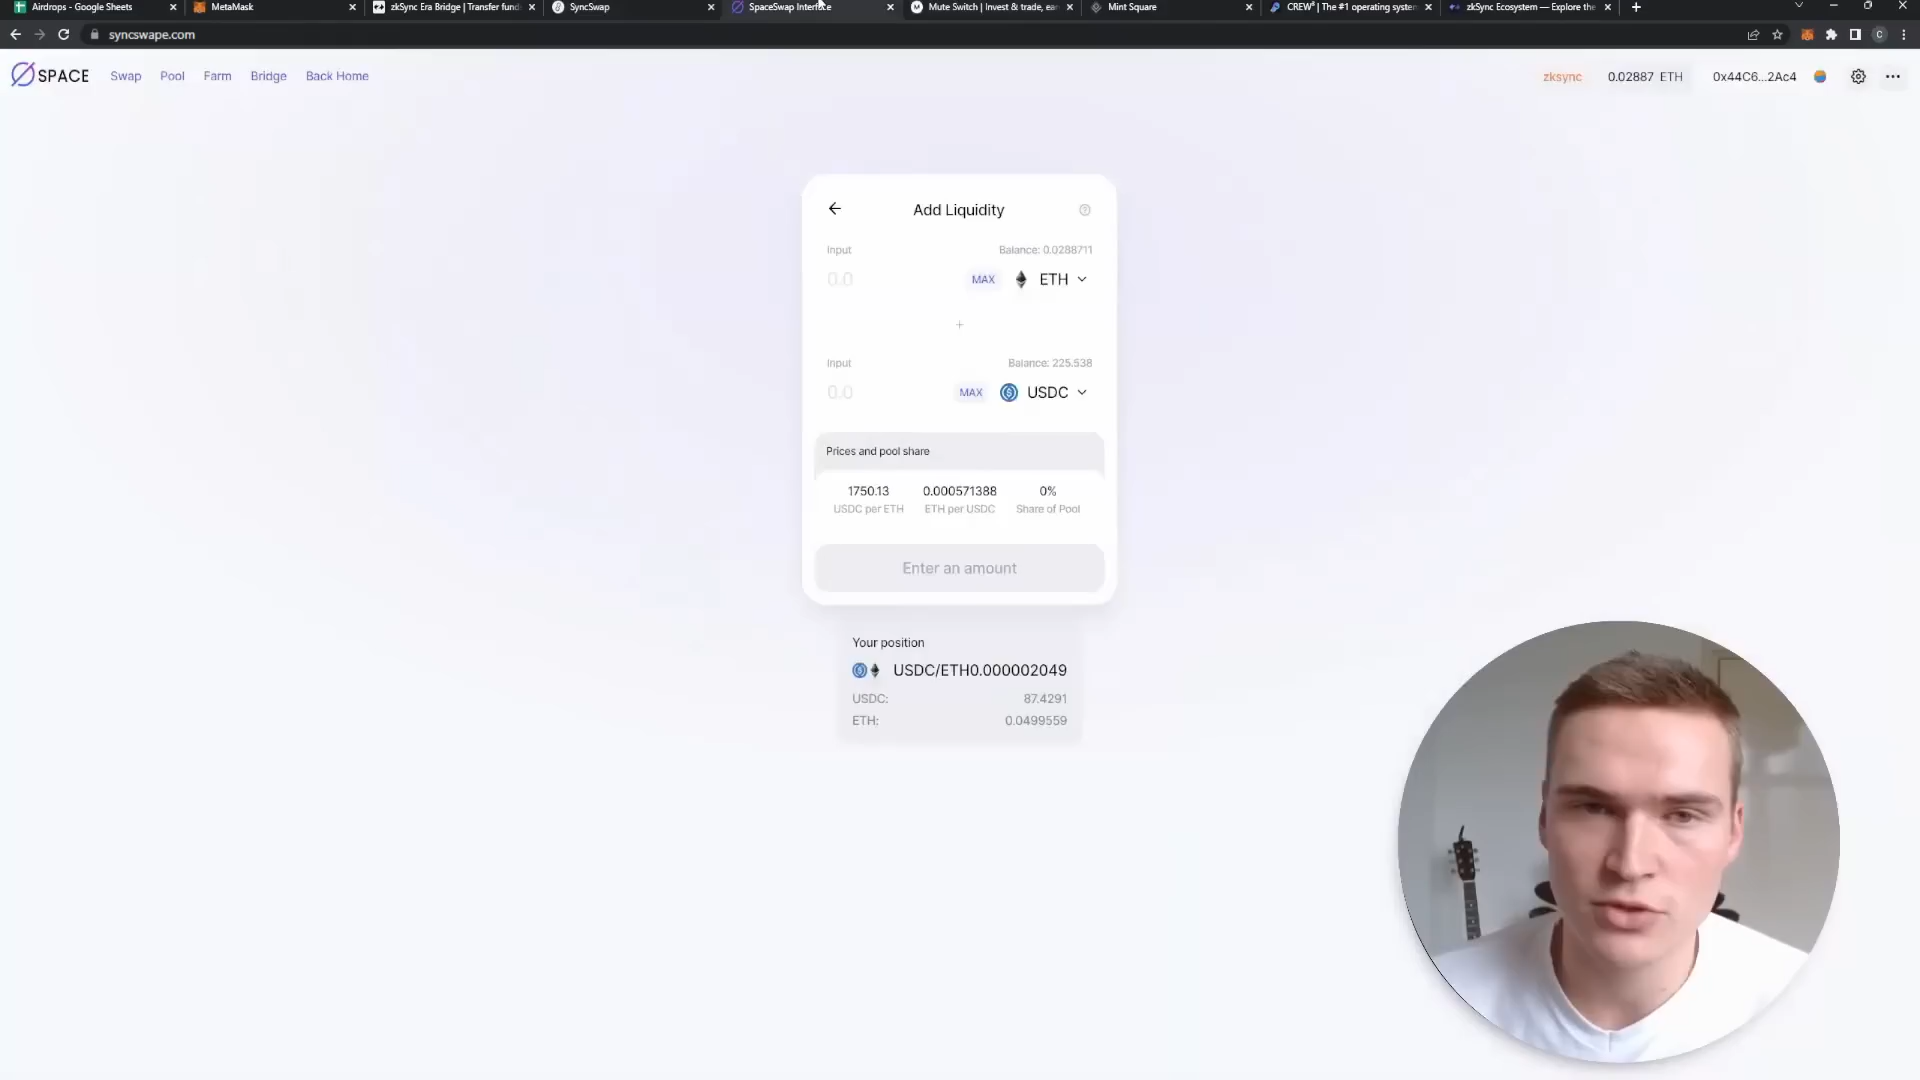 Airdrops - Google Sheets
MetaMask
zkSync Era Bridge | Transfer fund
SyncSwap
SpaceSwap Interface
Mute Switch | Invest & trade, ear
Mint Square
CREW³ | The #1 operating system
zkSync Ecosystem — Explore the
syncswape.com
C
SPACE
Swap
Pool
Farm
Bridge
Back Home
zksync
0.02887 ETH
0x44C6...2Ac4
Add Liquidity
Input
Balance: 0.0288711
0.0
MAX
ETH
+
Input
Balance: 225.538
0.0
MAX
USDC
Prices and pool share
1750.13
0.000571388
0%
USDC per ETH
ETH per USDC
Share of Pool
Enter an amount
Your position
USDC/ETH0.000002049
USDC:
87.4291
ETH:
0.0499559